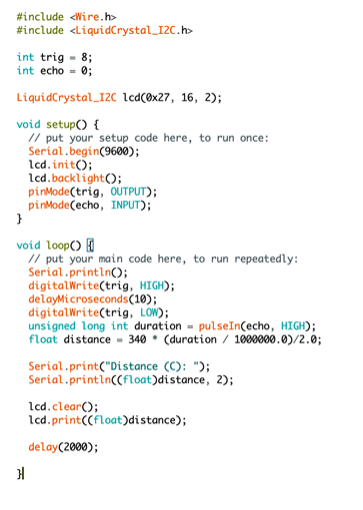 #include <Wire.h>
#include <LiquidCrystal_I2C.h>
int trig = 8;
int echo = 0;
LiquidCrystal_I2C lcd(0x27, 16, 2);
void setup() {
// put your setup code here, to run once:
Serial.begin(9600);
lcd.init();
lcd.backlight();
pinMode(trig, OUTPUT);
pinMode(echo, INPUT);
}
void loop() {
// put your main code here, to run repeatedly:
Serial.println();
digitalWrite(trig, HIGH);
delayMicroseconds(10);
digitalWrite(trig, LOW);
unsigned long int duration = pulseIn(echo, HIGH);
float distance = 340 * (duration / 1000000.0)/2.0;
Serial.print("Distance (C): ");
Serial.println((float)distance, 2);
lcd.clear();
lcd.print((float)distance);
delay(2000);
}